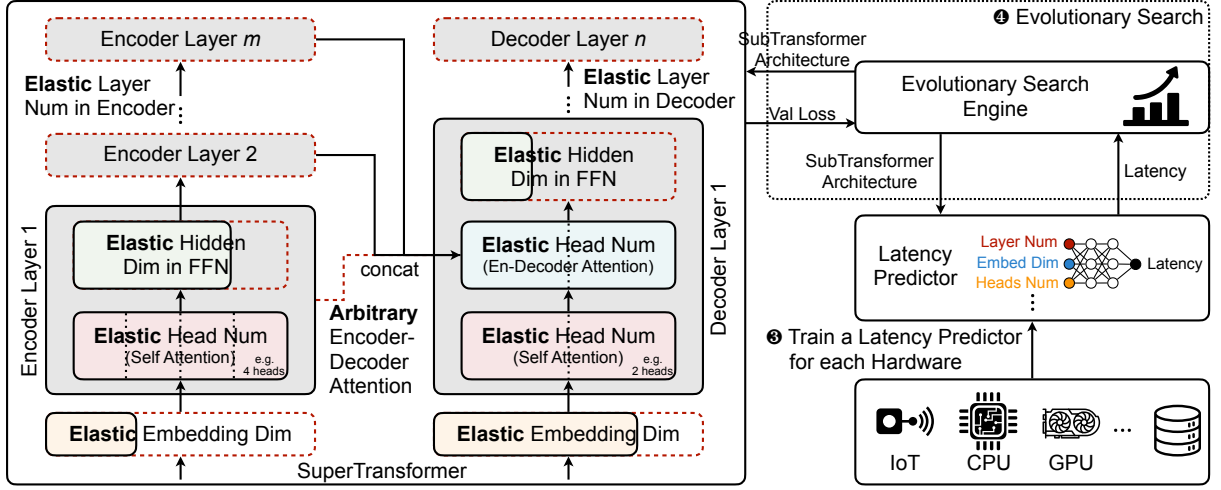 Encoder Layer m
Elastic Layer
Num in Encoder
Encoder Layer 2
Encoder Layer 1
Elastic Hidden
Dim in FFN
Elastic Head Num
(Self Attention)
e.g.
4 heads
Elastic Embedding Dim
concat
Arbitrary
Encoder-
Decoder
Attention
Decoder Layer n
Elastic Layer
Num in Decoder
Decoder Layer 1
Elastic Hidden
Dim in FFN
Elastic Head Num
(En-Decoder Attention)
Elastic Head Num
(Self Attention)
e.g.
2 heads
Elastic Embedding Dim
SuperTransformer
❹ Evolutionary Search
SubTransformer
Architecture
Val Loss
Evolutionary Search
Engine
SubTransformer
Architecture
Latency
Latency
Predictor
Layer Num
Embed Dim
Heads Num
Latency
❸ Train a Latency Predictor
for each Hardware
IoT
CPU
GPU
...